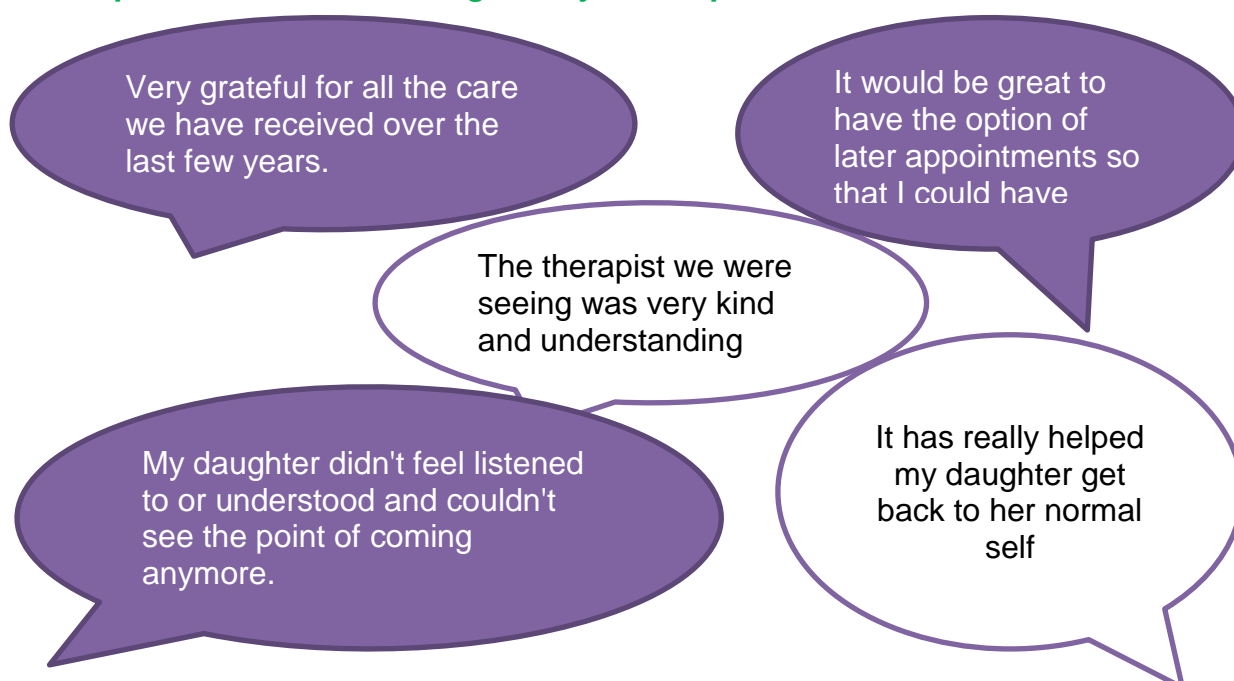 Very grateful for all the care
we have received over the
last few years.
It would be great to
have the option of
later appointments so
that I could have
The therapist we were
seeing was very kind
and understanding
My daughter didn't feel listened
to or understood and couldn't
see the point of coming
anymore.
It has really helped
my daughter get
back to her normal
self